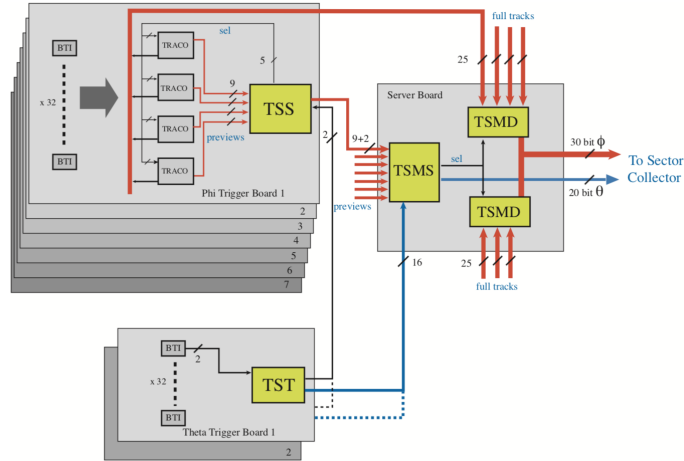 BTI
x 32
BTI
sel
TRACO
TRACO
TRACO
TRACO
5
9
previews
TSS
Phi Trigger Board 1
2
3
4
5
6
7
2
full tracks
25
Server Board
TSMD
9+2
TSMS
sel
previews
TSMD
30 bit ϕ
20 bit θ
To Sector
Collector
25
full tracks
16
BTI
2
x 32
BTI
TST
Theta Trigger Board 1
2